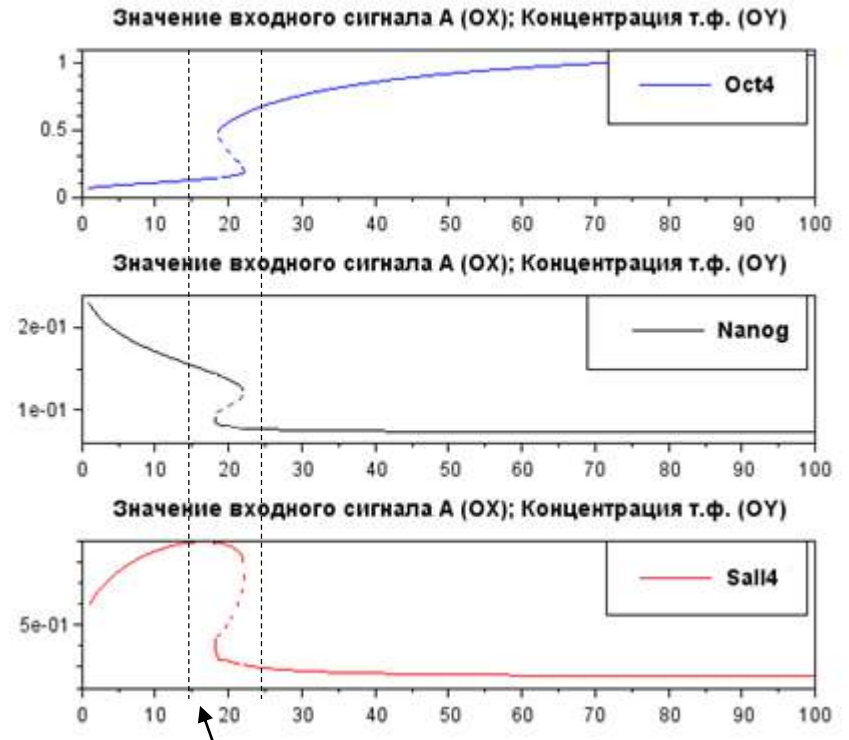 Значение входного сигнала А (OX); Концентрация т.ф. (OY)
1
0.5
0
Oct4
0 10 20 30 40 50 60 70 80 90 100
Значение входного сигнала А (OX); Концентрация т.ф. (OY)
2e-01
1e-01
Nanog
0 10 20 30 40 50 60 70 80 90 100
Значение входного сигнала А (OX); Концентрация т.ф. (OY)
5e-01
Sall4
0 10 20 30 40 50 60 70 80 90 100